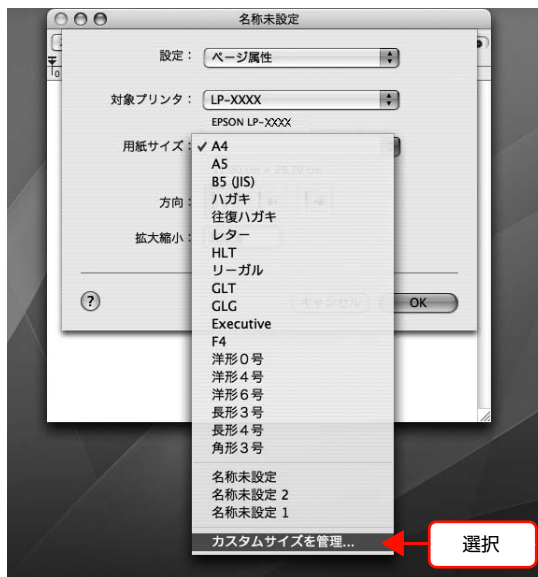 名称未設定
設定：
ページ属性
対象プリンタ：
LP-XXXX
EPSON LP-XXXX
用紙サイズ：
✓ A4
A5
B5 (JIS)
ハガキ
往復ハガキ
レター
HLT
リーガル
GLT
GLG
Executive
F4
洋形０号
洋形４号
洋形６号
長形３号
長形４号
角形３号
名称未設定
名称未設定 2
名称未設定 1
カスタムサイズを管理...
方向：
拡大縮小：
?
キャンセル
OK
選択